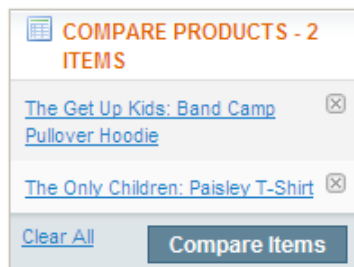 COMPARE PRODUCTS - 2
ITEMS
The Get Up Kids: Band Camp
Pullover Hoodie
The Only Children: Paisley T-Shirt
Clear All
Compare Items